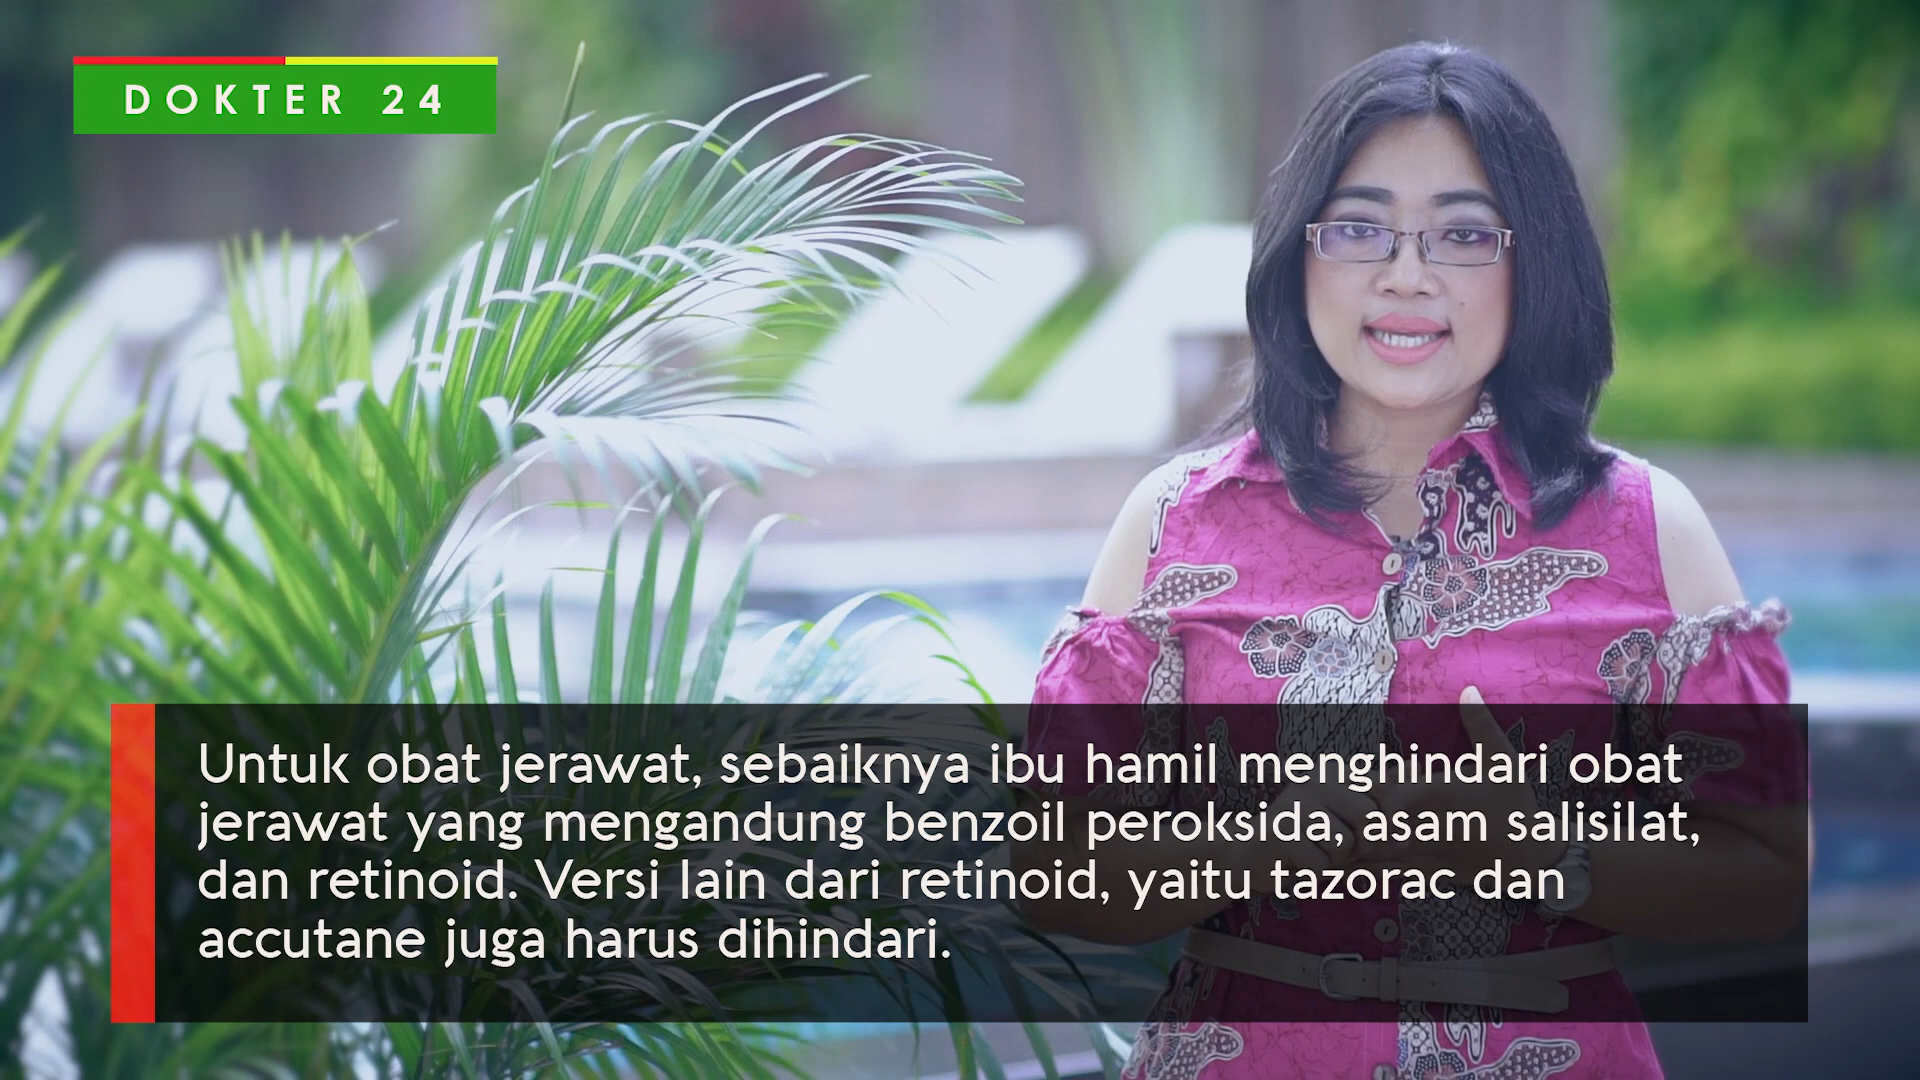 DOKTER 24
Untuk obat jerawat, sebaiknya ibu hamil menghindari obat
jerawat yang mengandung benzoil peroksida, asam salisilat,
dan retinoid. Versi lain dari retinoid, yaitu tazorac dan
accutane juga harus dihindari.